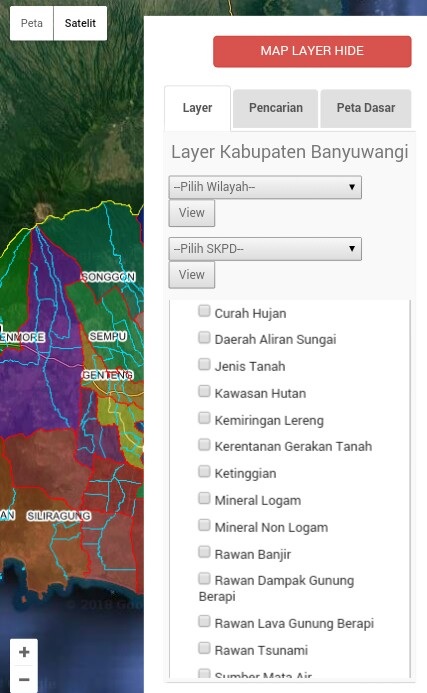 Peta
Satelit
MAP LAYER HIDE
Layer
Pencarian
Peta Dasar
Layer Kabupaten Banyuwangi
--Pilih Wilayah--
View
--Pilih SKPD--
View
Curah Hujan
Daerah Aliran Sungai
Jenis Tanah
Kawasan Hutan
Kemiringan Lereng
Kerentanan Gerakan Tanah
Ketinggian
Mineral Logam
Mineral Non Logam
Rawan Banjir
Rawan Dampak Gunung
Berapi
Rawan Lava Gunung Berapi
Rawan Tsunami
Sumber Mata Air
SONGGON
ENMORE
SEMPU
GENTENG
AN
SILIRAGUNG
+
−